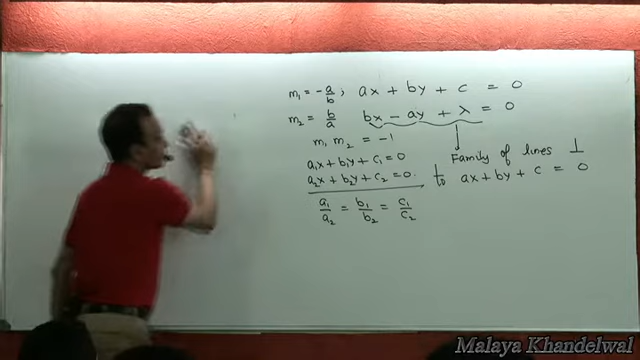 m₁ = -a/b ; ax + by + c = 0
m₂ = b/a bx - ay + λ = 0
m₁ m₂ = -1
a₁x + b₁y + c₁ = 0
a₂x + b₂y + c₂ = 0.
a₁/a₂ = b₁/b₂ = c₁/c₂
Family of lines ⊥
to ax + by + c = 0
Malaya Khandelwal